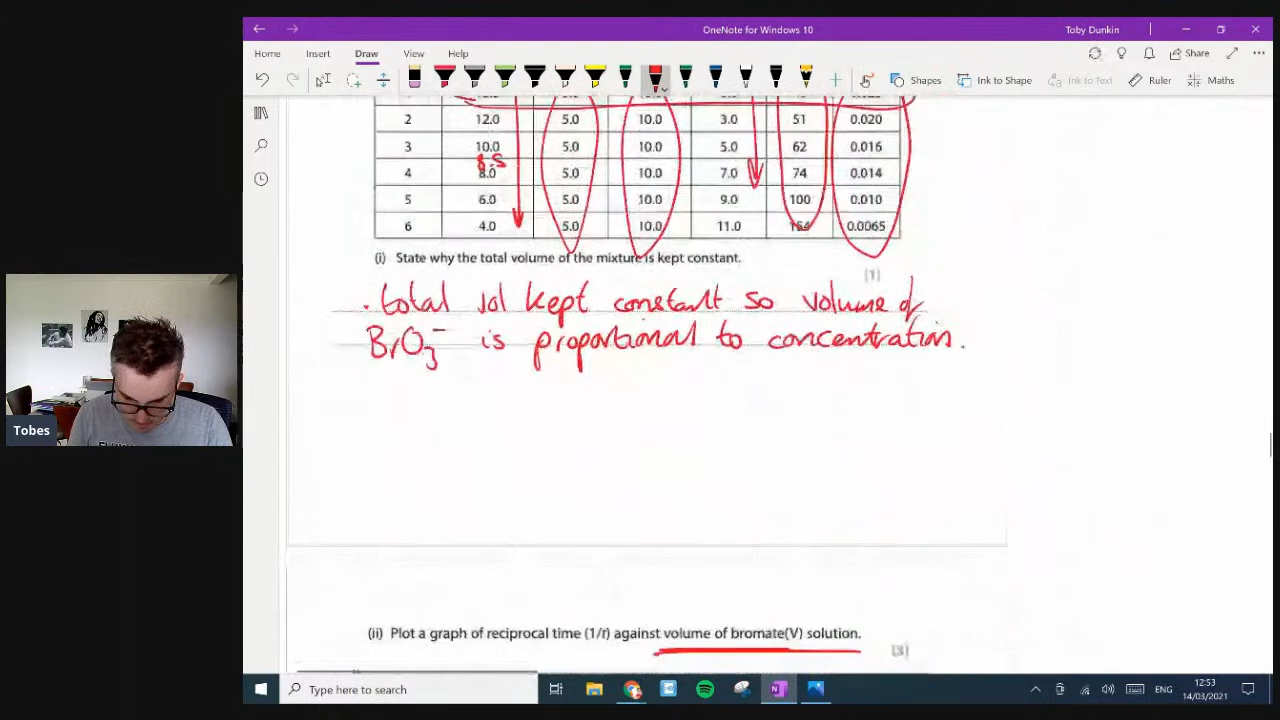 OneNote for Windows 10
Toby Dunkin
Home Insert Draw View Help
Share
Shapes Ink to Shape Ink to Text Ruler Maths
2 12.0 5.0 10.0 3.0 51 0.020
3 10.0 5.0 10.0 5.0 62 0.016
8.5
4 8.0 5.0 10.0 7.0 74 0.014
5 6.0 5.0 10.0 9.0 100 0.010
6 4.0 5.0 10.0 11.0 154 0.0065
(i) State why the total volume of the mixture is kept constant.
[1]
. total vol kept constant so volume of
BrO3⁻ is proportional to concentration.
(ii) Plot a graph of reciprocal time (1/t) against volume of bromate(V) solution.
[3]
Tobes
Type here to search
ENG
12:53
14/03/2021